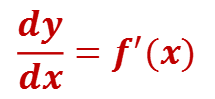 dy/dx = f'(x)